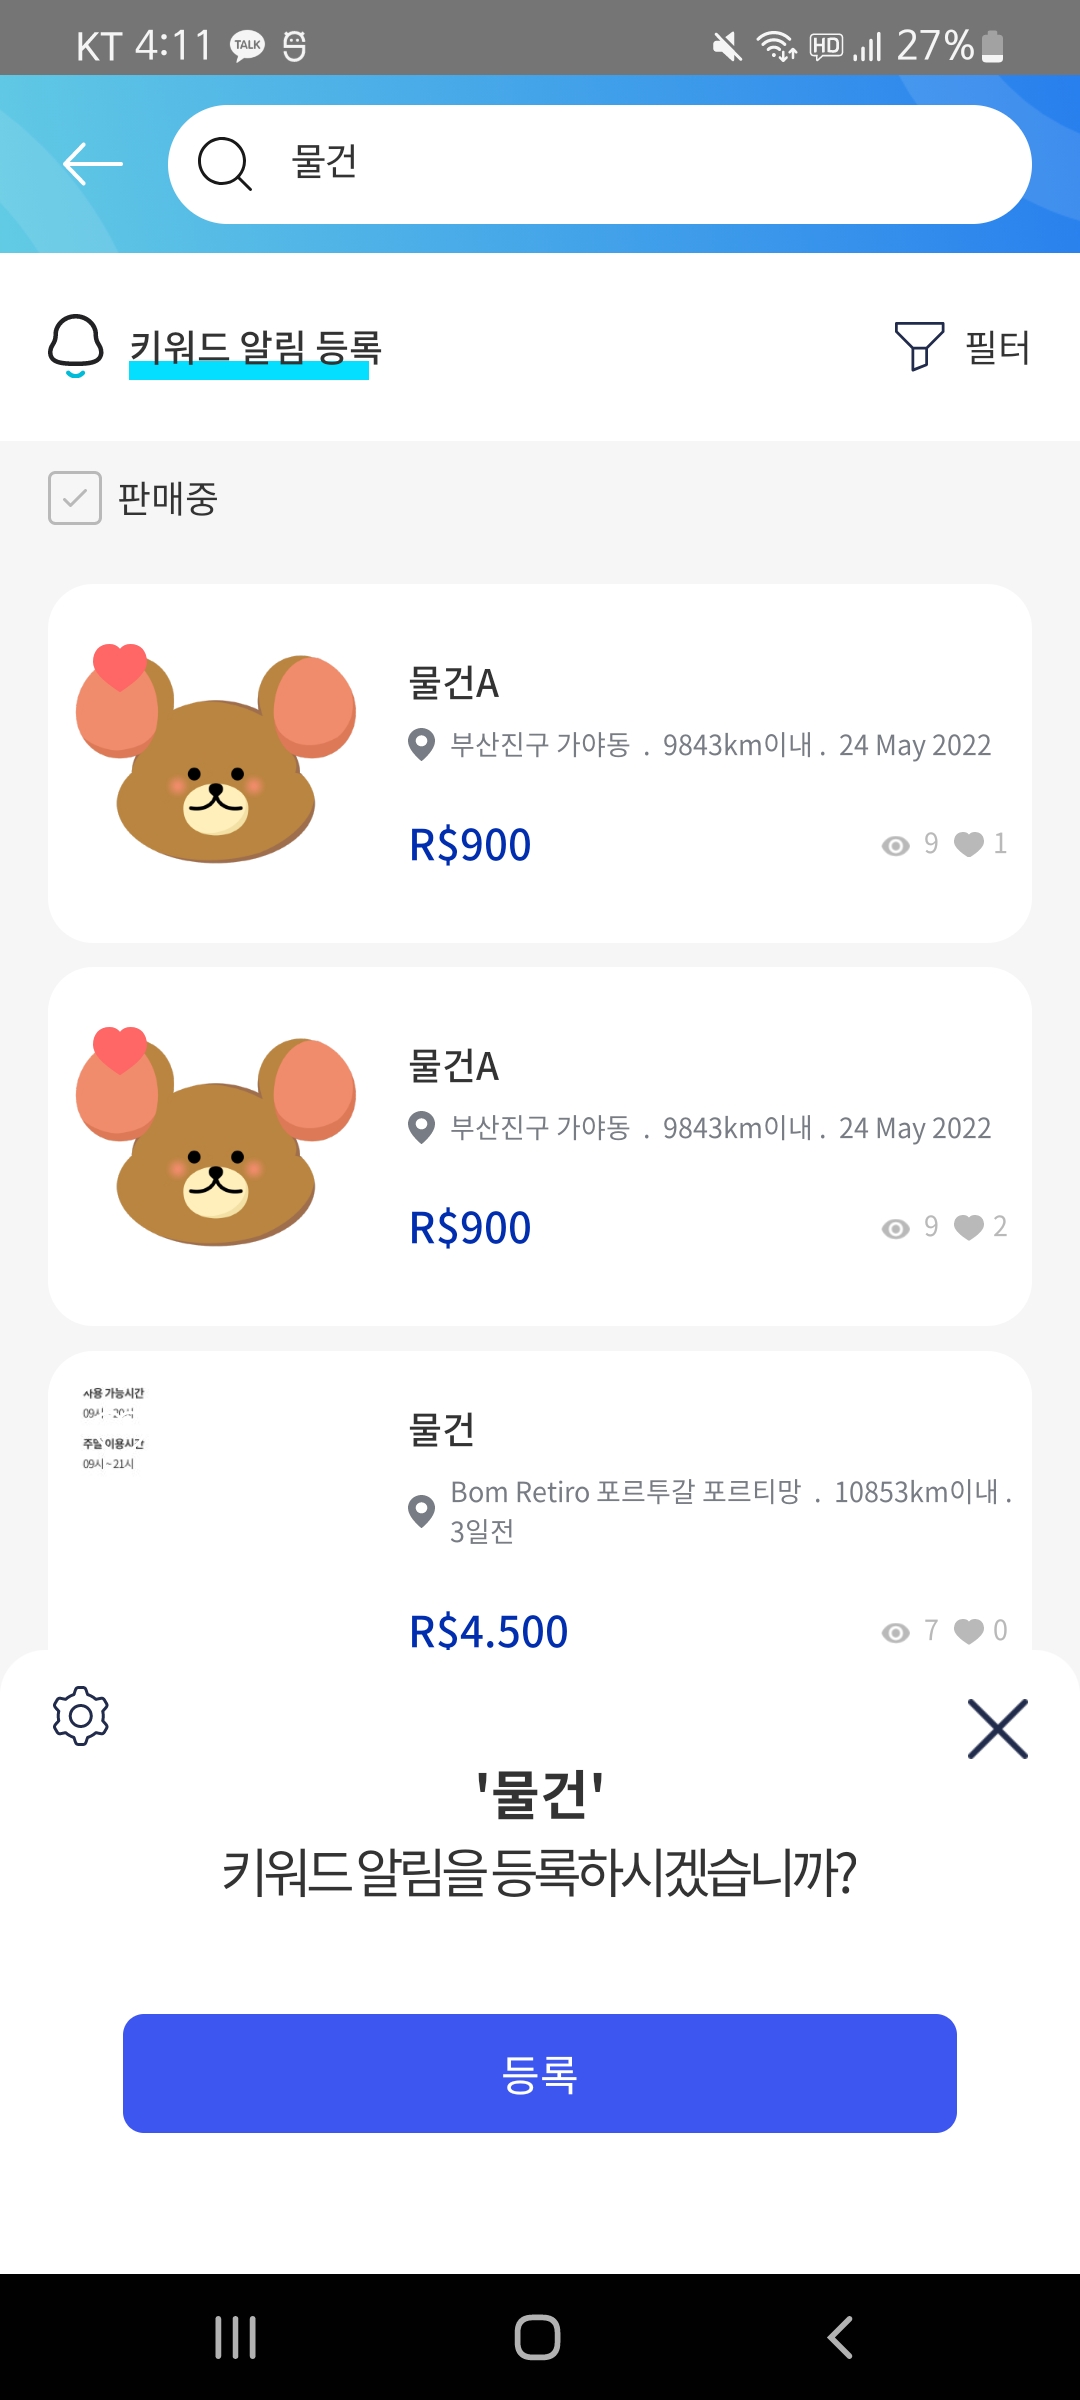 KT 4:11 TALK HD 27%
물건
키워드 알림 등록 필터
판매중
물건A
부산진구 가야동 . 9843km이내 . 24 May 2022
R$900 9 1
물건A
부산진구 가야동 . 9843km이내 . 24 May 2022
R$900 9 2
사용 가능시간
09시~20시
주말 이용시간
09시~21시
물건
Bom Retiro 포르투갈 포르티망 . 10853km이내 .
3일전
R$4.500 7 0
'물건'
키워드 알림을 등록하시겠습니까?
등록